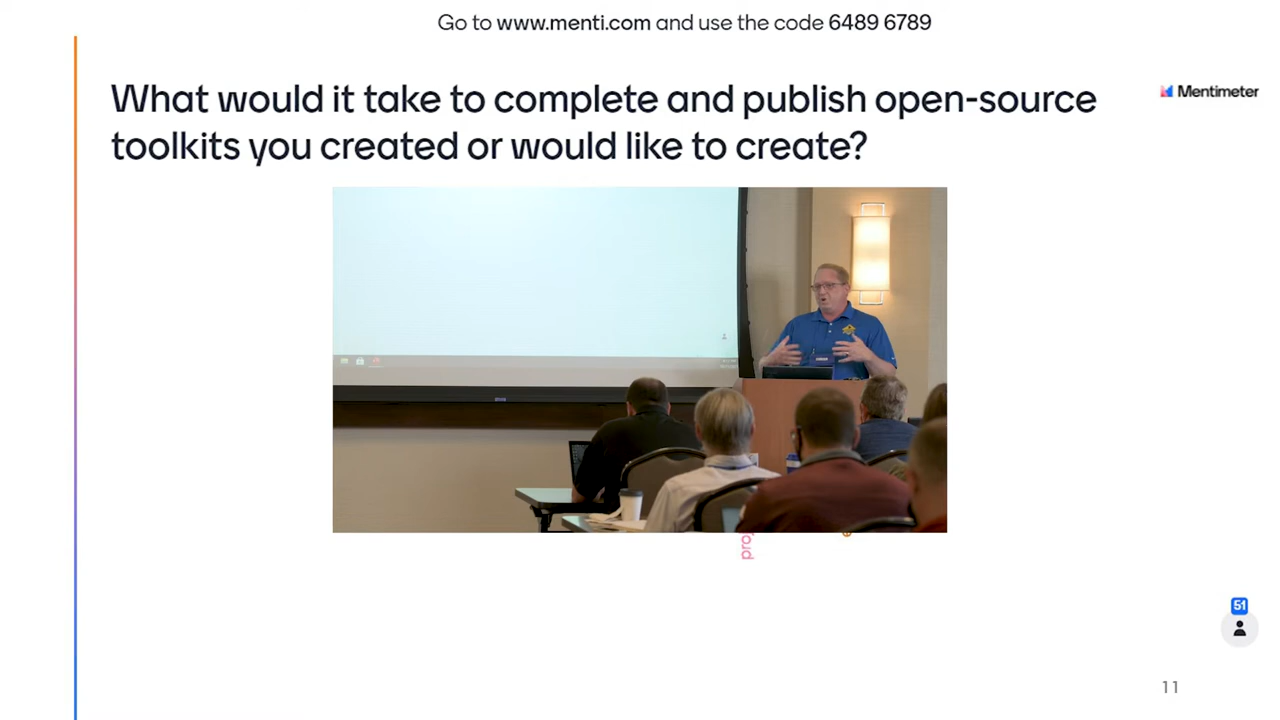 Go to www.menti.com and use the code 6489 6789
What would it take to complete and publish open-source
toolkits you created or would like to create?
Mentimeter
51
11